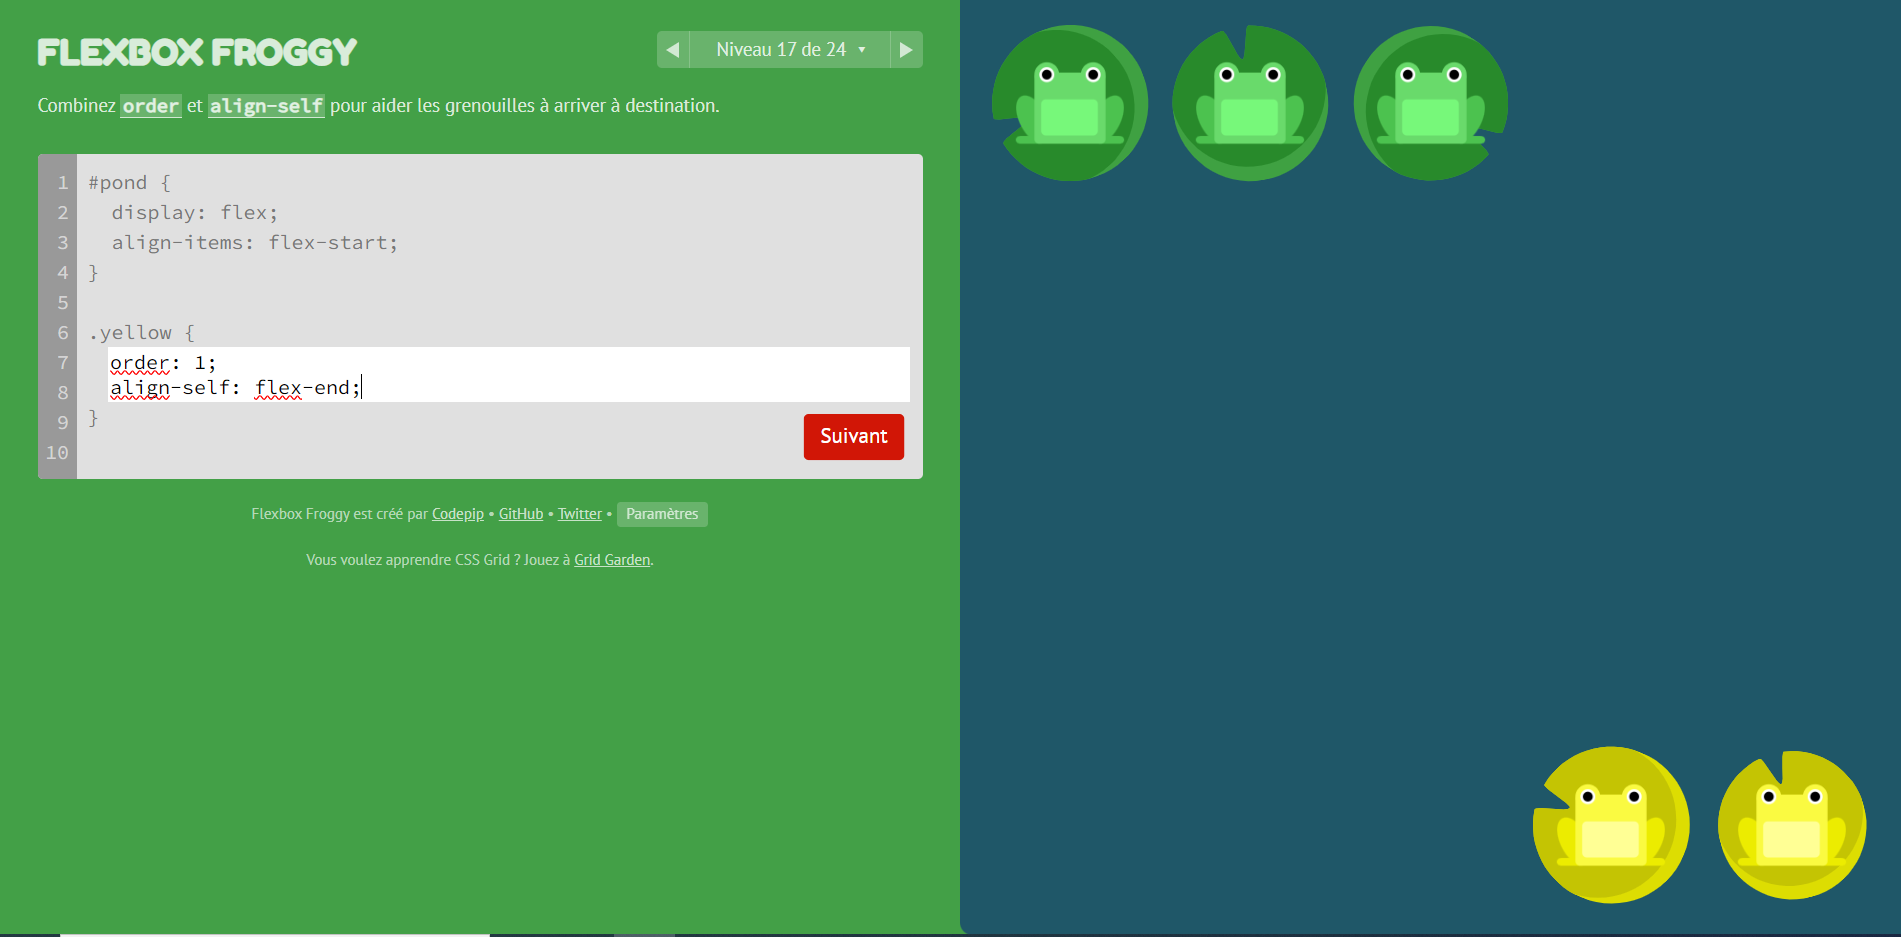 FLEXBOX FROGGY
◀ Niveau 17 de 24 ▾ ▶
Combinez order et align-self pour aider les grenouilles à arriver à destination.
1 #pond {
2 display: flex;
3 align-items: flex-start;
4 }
5
6 .yellow {
7 order: 1;
8 align-self: flex-end;
9 }
10
Suivant
Flexbox Froggy est créé par Codepip • GitHub • Twitter • Paramètres
Vous voulez apprendre CSS Grid ? Jouez à Grid Garden.